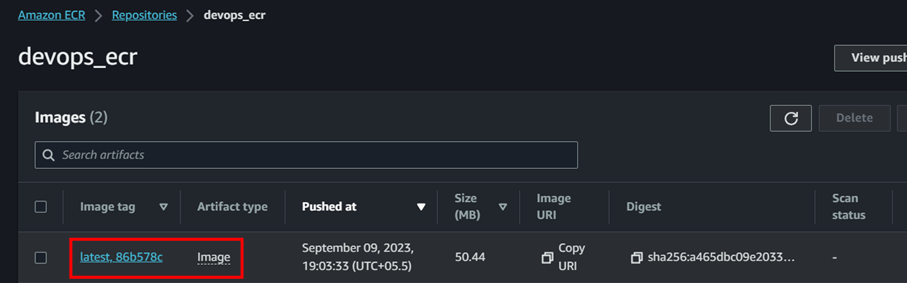 Amazon ECR > Repositories > devops_ecr
devops_ecr
Images (2)
Delete
Search artifacts
Image tag Artifact type Pushed at Size (MB) Image URI Digest Scan status
latest, 86b578c Image September 09, 2023, 19:03:33 (UTC+05.5) 50.44 Copy URI sha256:a465dbc09e2033... -